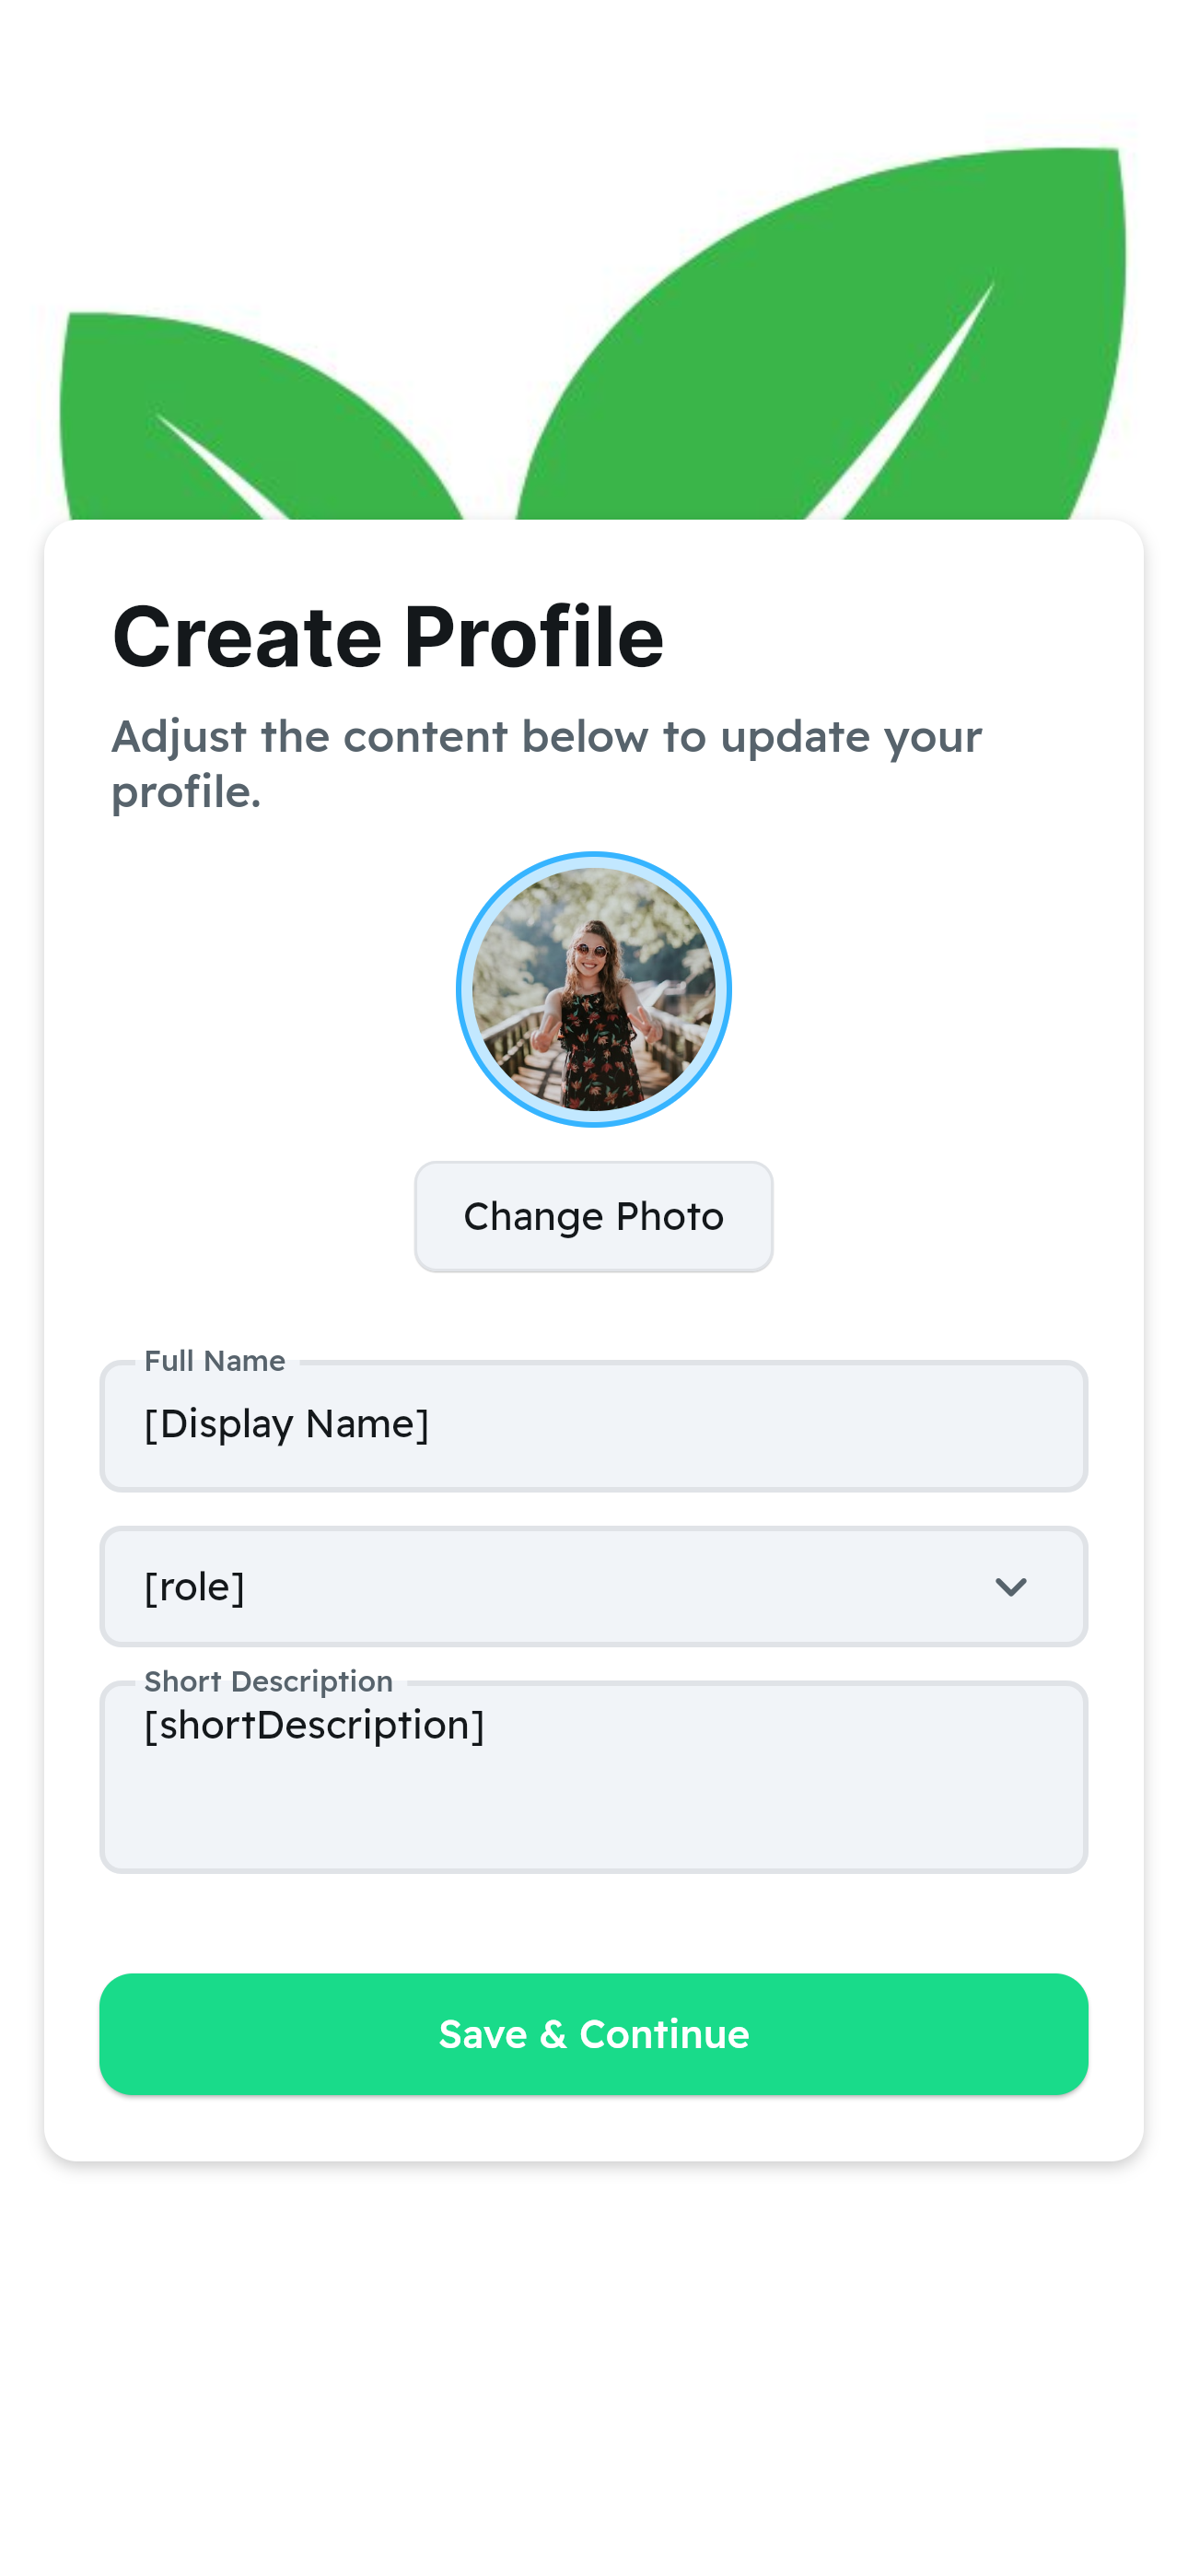 Create Profile
Adjust the content below to update your
profile.
Change Photo
Full Name
[Display Name]
[role]
Short Description
[shortDescription]
Save & Continue